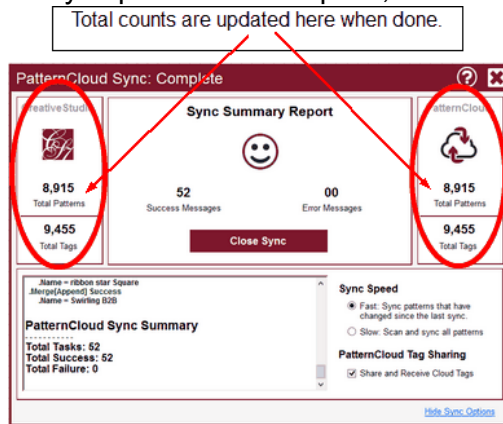 Total counts are updated here when done.
PatternCloud Sync: Complete
?
CreativeStudio
Sync Summary Report
PatternCloud
8,915
Total Patterns
9,455
Total Tags
52
Success Messages
00
Error Messages
Close Sync
8,915
Total Patterns
9,455
Total Tags
.Name = ribbon star Square
.Merge[Append] Success
.Name = Swirling B2B
PatternCloud Sync Summary
-----------
Total Tasks: 52
Total Success: 52
Total Failure: 0
Sync Speed
Fast: Sync patterns that have
changed since the last sync.
Slow: Scan and sync all patterns
PatternCloud Tag Sharing
Share and Receive Cloud Tags
Hide Sync Options